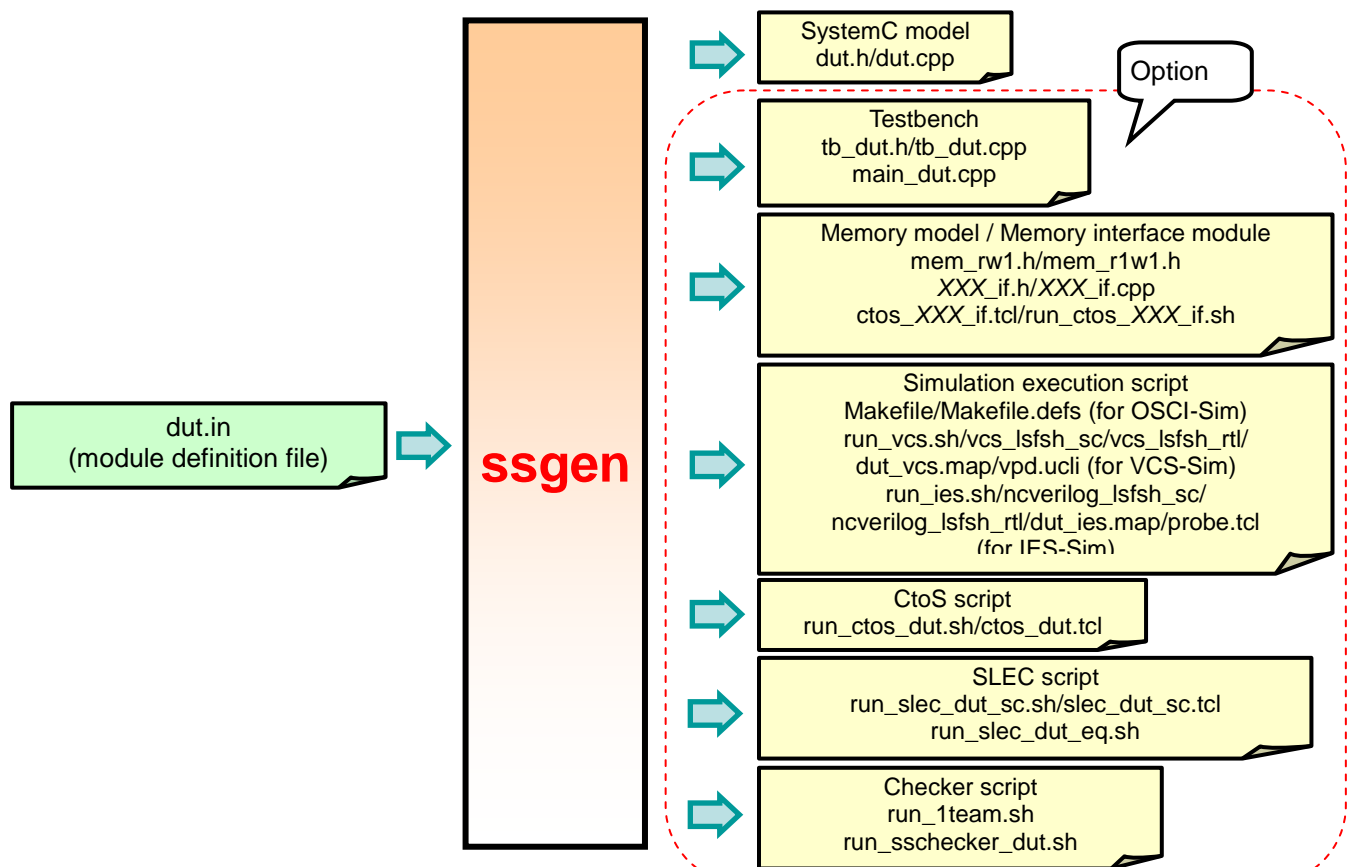 SystemC model
dut.h/dut.cpp
Option
Testbench
tb_dut.h/tb_dut.cpp
main_dut.cpp
Memory model / Memory interface module
mem_rw1.h/mem_r1w1.h
XXX_if.h/XXX_if.cpp
ctos_XXX_if.tcl/run_ctos_XXX_if.sh
dut.in
(module definition file)
ssgen
Simulation execution script
Makefile/Makefile.defs (for OSCI-Sim)
run_vcs.sh/vcs_lsfsh_sc/vcs_lsfsh_rtl/
dut_vcs.map/vpd.ucli (for VCS-Sim)
run_ies.sh/ncverilog_lsfsh_sc/
ncverilog_lsfsh_rtl/dut_ies.map/probe.tcl
(for IES-Sim)
CtoS script
run_ctos_dut.sh/ctos_dut.tcl
SLEC script
run_slec_dut_sc.sh/slec_dut_sc.tcl
run_slec_dut_eq.sh
Checker script
run_1team.sh
run_sschecker_dut.sh